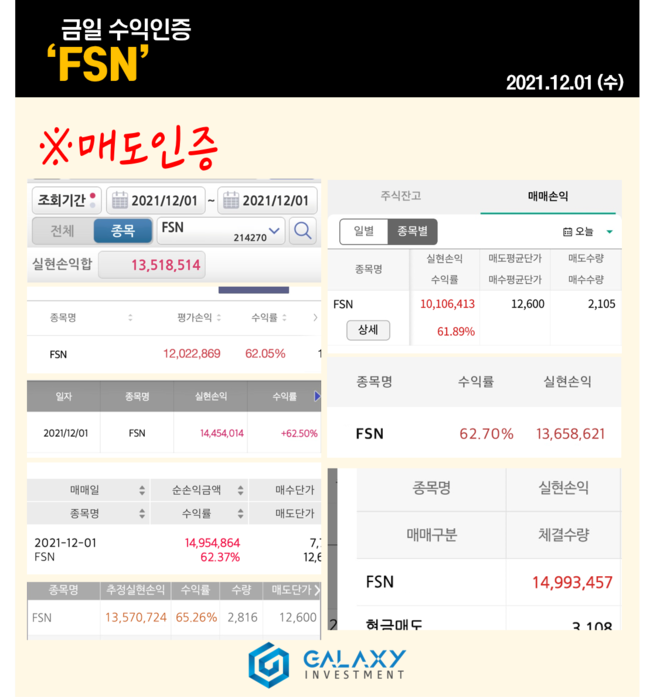 금일 수익인증
‘FSN’
2021.12.01 (수)
※매도인증
조회기간 2021/12/01 ~ 2021/12/01
전체 종목 FSN 214270
실현손익합 13,518,514
종목명 평가손익 수익률
FSN 12,022,869 62.05%
일자 종목명 실현손익 수익률
2021/12/01 FSN 14,454,014 +62.50%
매매일 순손익금액 매수단가
종목명 수익률 매도단가
2021-12-01 14,954,864
FSN 62.37%
종목명 추정실현손익 수익률 수량 매도단가
FSN 13,570,724 65.26% 2,816 12,600
주식잔고 매매손익
일별 종목별 오늘
종목명 실현손익 매도평균단가 매도수량
수익률 매수평균단가 매수수량
FSN 10,106,413 12,600 2,105
상세 61.89%
종목명 수익률 실현손익
FSN 62.70% 13,658,621
종목명 실현손익
매매구분 체결수량
FSN 14,993,457
현금매도 3,108
GALAXY
INVESTMENT